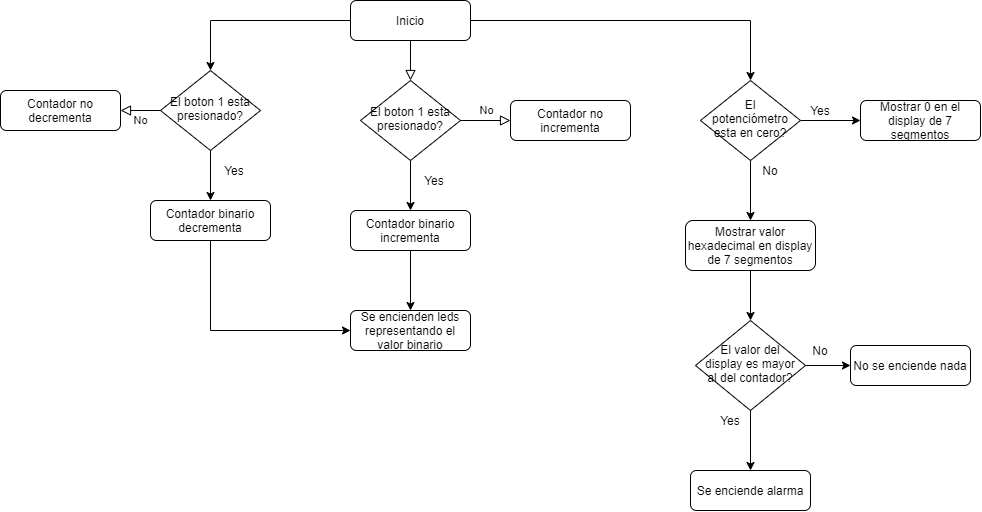 Inicio
El boton 1 esta
presionado?
Contador no
decrementa
No
Yes
Contador binario
decrementa
El boton 1 esta
presionado?
No
Contador no
incrementa
Yes
Contador binario
incrementa
Se encienden leds
representando el
valor binario
El
potenciómetro
esta en cero?
Yes
Mostrar 0 en el
display de 7
segmentos
No
Mostrar valor
hexadecimal en display
de 7 segmentos
El valor del
display es mayor
al del contador?
No
No se enciende nada
Yes
Se enciende alarma